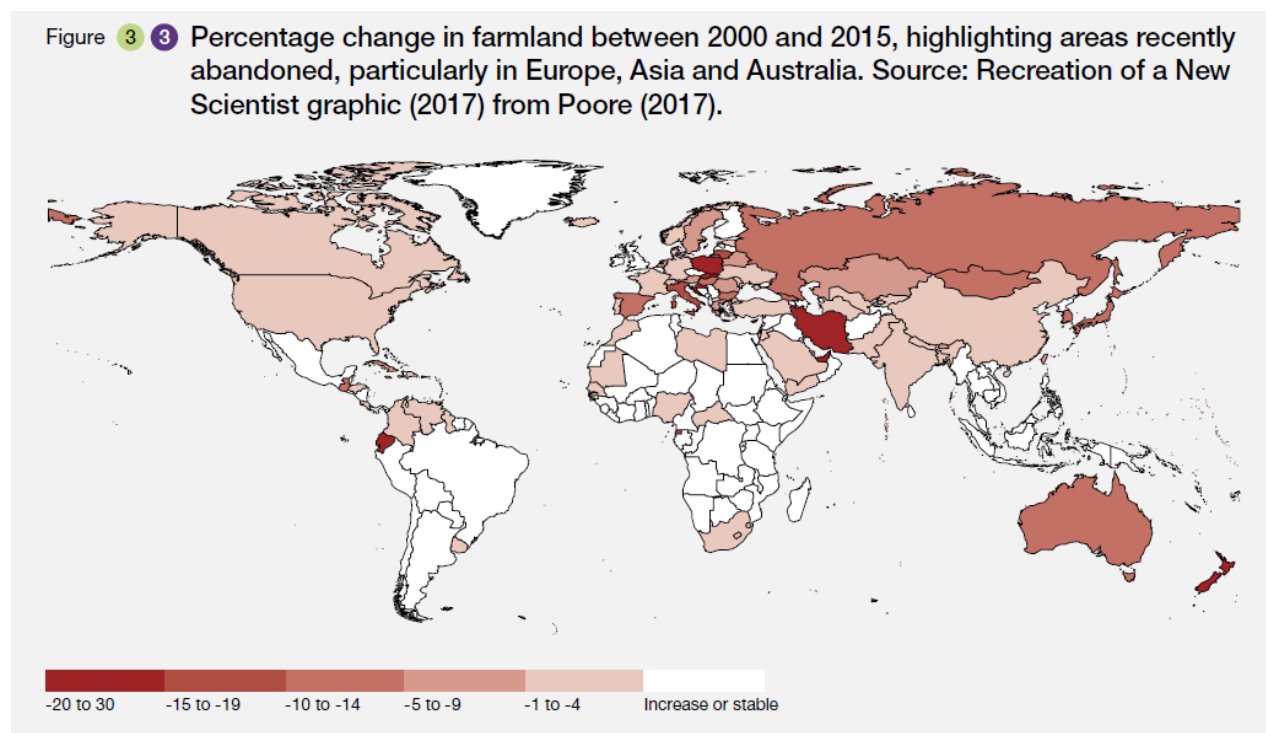 Figure 3 3 Percentage change in farmland between 2000 and 2015, highlighting areas recently
abandoned, particularly in Europe, Asia and Australia. Source: Recreation of a New
Scientist graphic (2017) from Poore (2017).
-20 to 30 -15 to -19 -10 to -14 -5 to -9 -1 to -4 Increase or stable